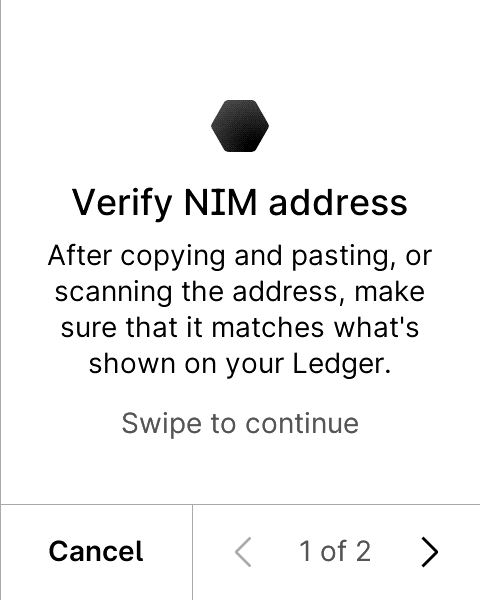 Verify NIM address
After copying and pasting, or
scanning the address, make
sure that it matches what's
shown on your Ledger.
Swipe to continue
Cancel
1 of 2